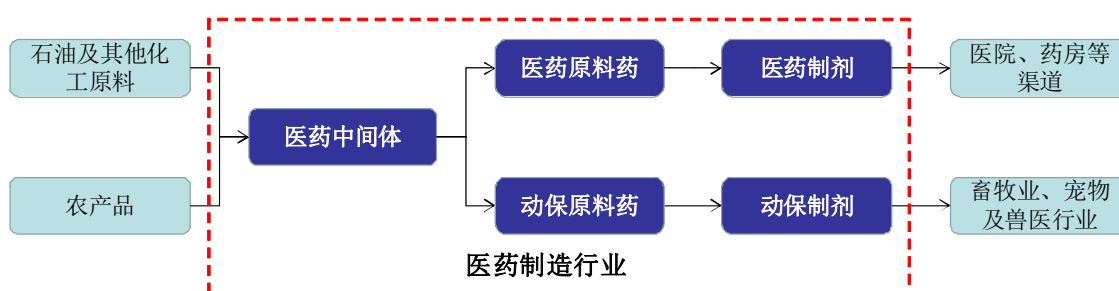 石油及其他化
工原料
农产品
医药中间体
医药原料药
医药制剂
动保原料药
动保制剂
医院、药房等
渠道
畜牧业、宠物
及兽医行业
医药制造行业